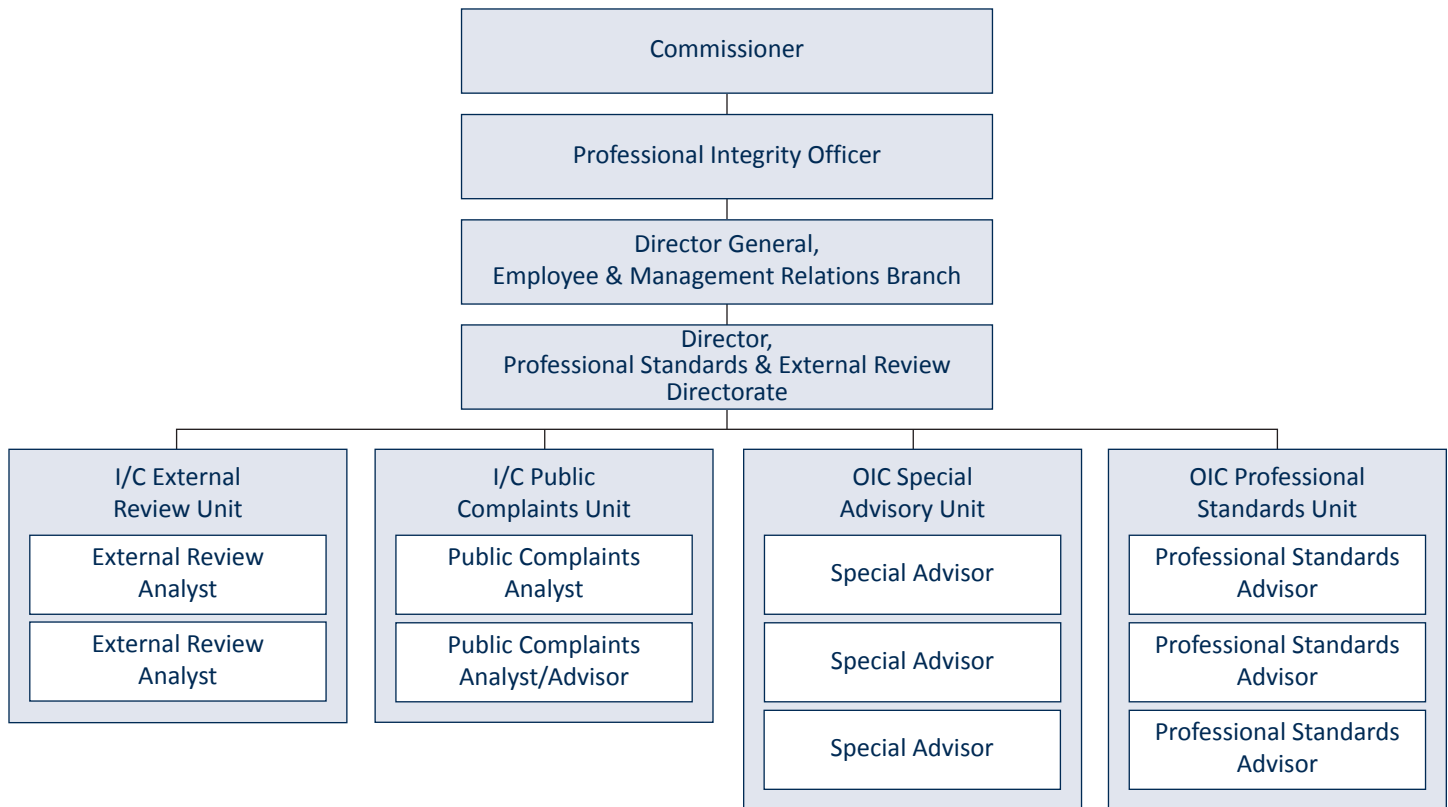 Commissioner
Professional Integrity Officer
Director General,
Employee & Management Relations Branch
Director,
Professional Standards & External Review
Directorate
I/C External
Review Unit
External Review
Analyst
External Review
Analyst
I/C Public
Complaints Unit
Public Complaints
Analyst
Public Complaints
Analyst/Advisor
OIC Special
Advisory Unit
Special Advisor
Special Advisor
Special Advisor
OIC Professional
Standards Unit
Professional Standards
Advisor
Professional Standards
Advisor
Professional Standards
Advisor